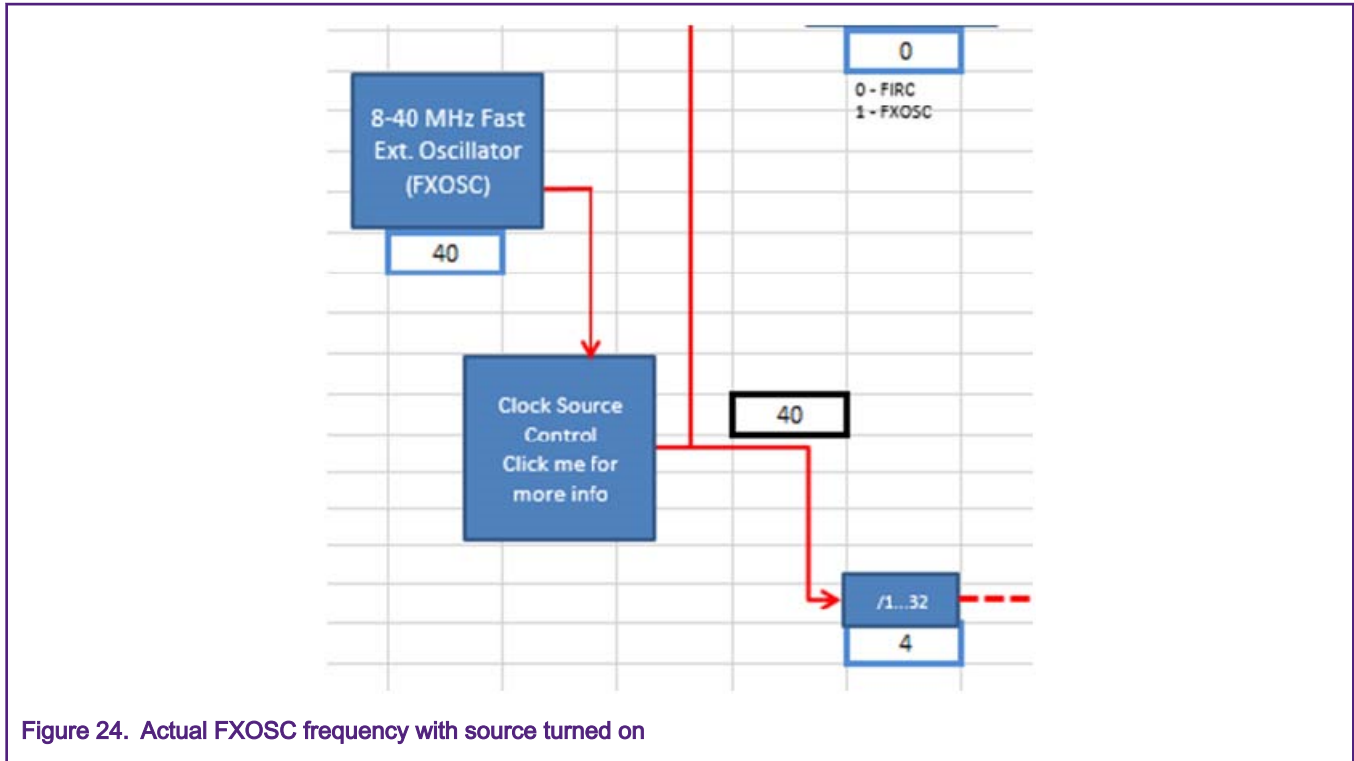 0
0 - FIRC
1 - FXOSC
8-40 MHz Fast
Ext. Oscillator
(FXOSC)
40
Clock Source
Control
Click me for
more info
40
/1...32
4
Figure 24. Actual FXOSC frequency with source turned on